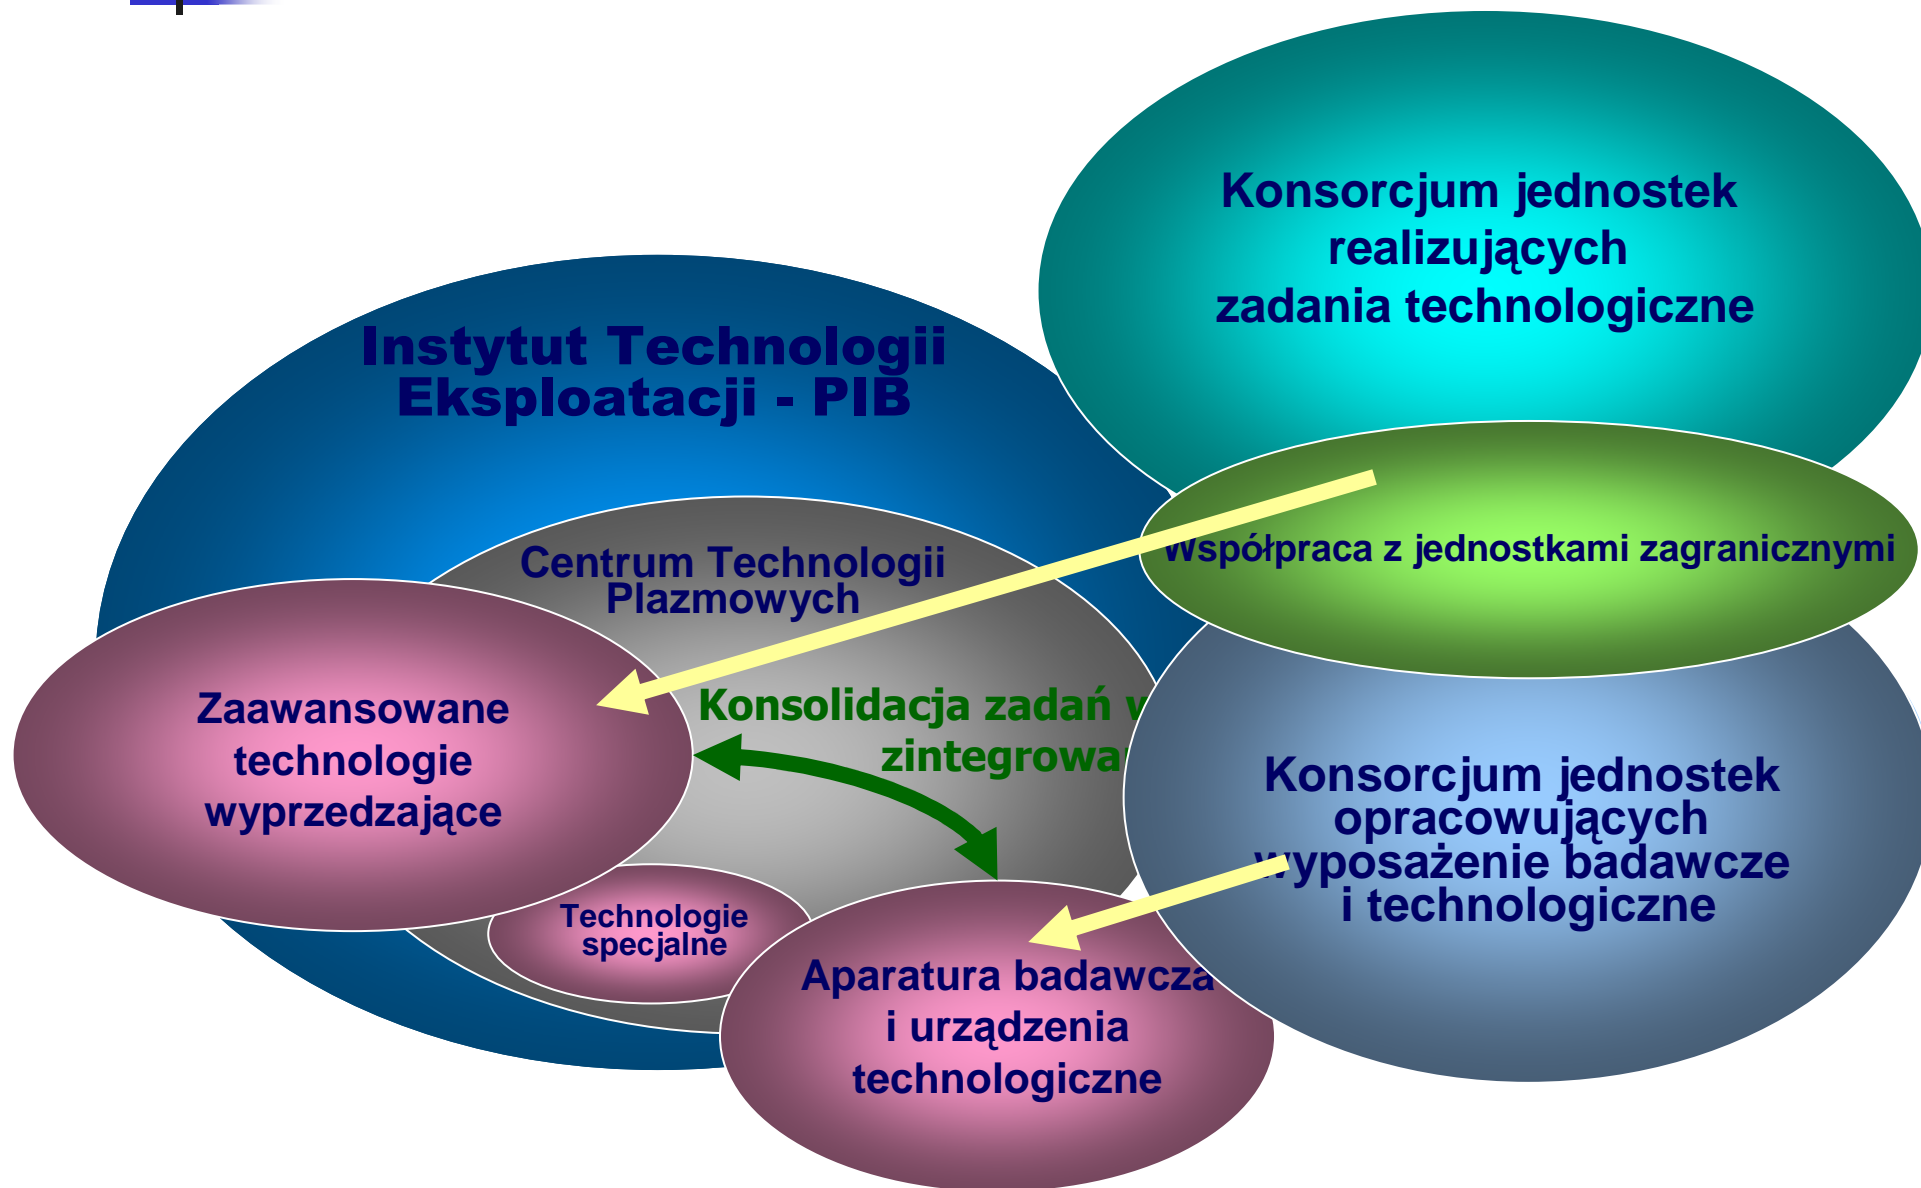 Konsorcjum jednostek
realizujących
zadania technologiczne
Instytut Technologii
Eksploatacji - PIB
Współpraca z jednostkami zagranicznymi
Centrum Technologii
Plazmowych
Zaawansowane
technologie
wyprzedzające
Konsolidacja zadań
Konsorcjum jednostek
opracowujących
wyposażenie badawcze
i technologiczne
Technologie
specjalne
Aparatura badawcza
i urządzenia
technologiczne